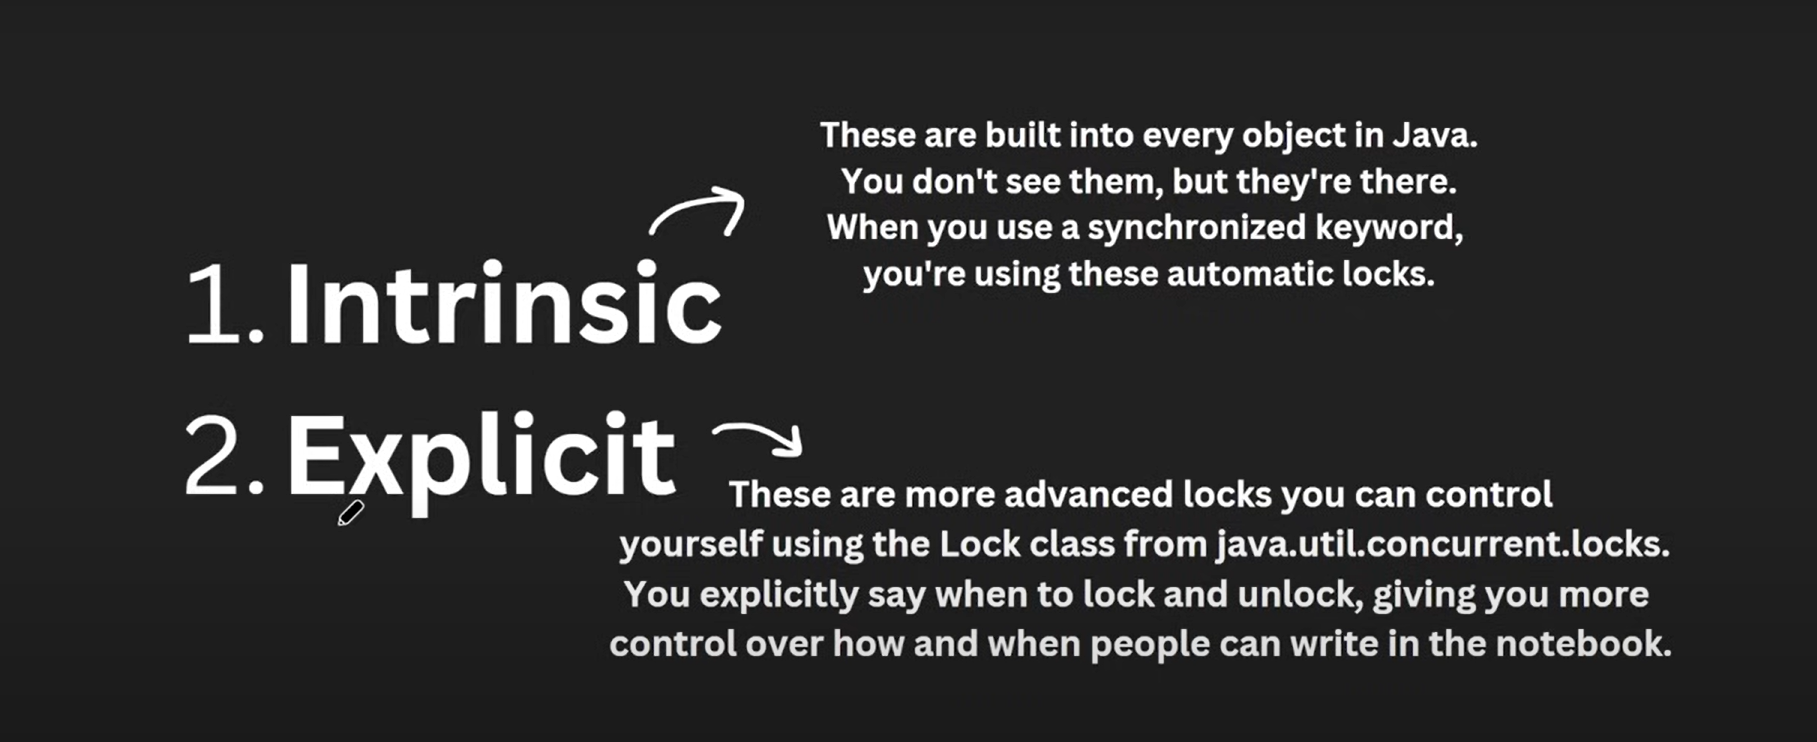 1. Intrinsic
These are built into every object in Java.
You don't see them, but they're there.
When you use a synchronized keyword,
you're using these automatic locks.
2. Explicit
These are more advanced locks you can control
yourself using the Lock class from java.util.concurrent.locks.
You explicitly say when to lock and unlock, giving you more
control over how and when people can write in the notebook.